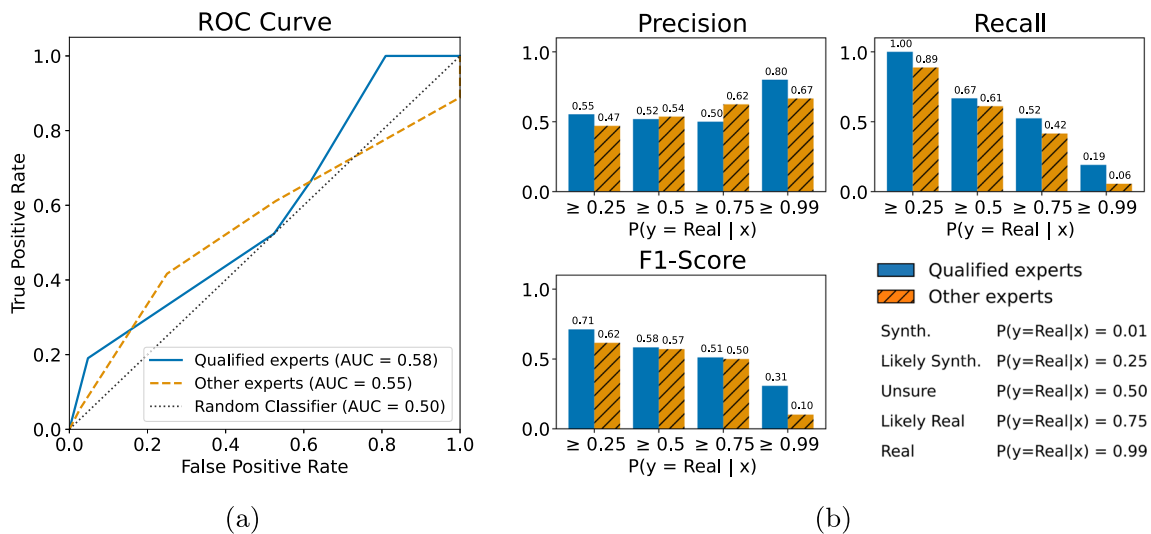 ROC Curve
True Positive Rate
1.0
0.8
0.6
0.4
0.2
0.0
0.0 0.2 0.4 0.6 0.8 1.0
False Positive Rate
Qualified experts (AUC = 0.58)
Other experts (AUC = 0.55)
Random Classifier (AUC = 0.50)
(a)
Precision
1.0
0.5
0.0
0.55 0.47 0.52 0.54 0.50 0.62 0.80 0.67
≥ 0.25 ≥ 0.5 ≥ 0.75 ≥ 0.99
P(y = Real | x)
Recall
1.0
0.5
0.0
1.00 0.89 0.67 0.61 0.52 0.42 0.19 0.06
≥ 0.25 ≥ 0.5 ≥ 0.75 ≥ 0.99
P(y = Real | x)
F1-Score
1.0
0.5
0.0
0.71 0.62 0.58 0.57 0.51 0.50 0.31 0.10
≥ 0.25 ≥ 0.5 ≥ 0.75 ≥ 0.99
P(y = Real | x)
Qualified experts
Other experts
Synth. P(y=Real|x) = 0.01
Likely Synth. P(y=Real|x) = 0.25
Unsure P(y=Real|x) = 0.50
Likely Real P(y=Real|x) = 0.75
Real P(y=Real|x) = 0.99
(b)